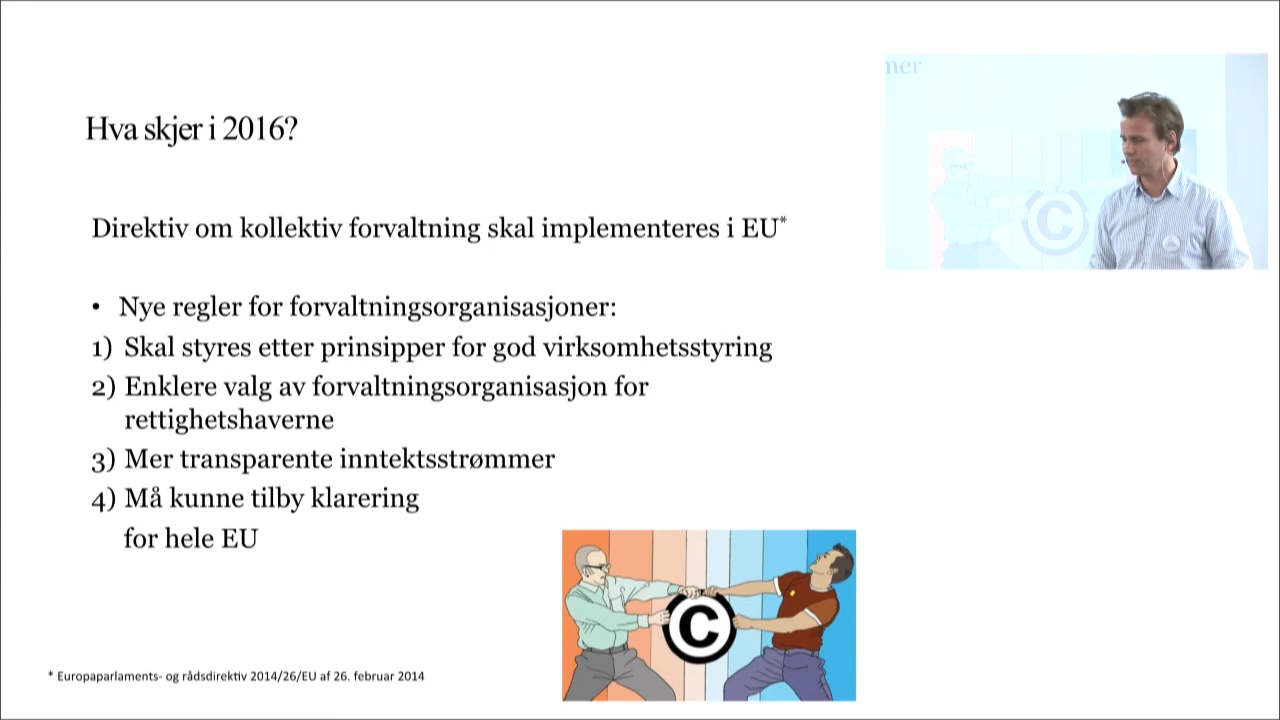 Hva skjer i 2016?
ner
Direktiv om kollektiv forvaltning skal implementeres i EU*
• Nye regler for forvaltningsorganisasjoner:
1) Skal styres etter prinsipper for god virksomhetsstyring
2) Enklere valg av forvaltningsorganisasjon for
rettighetshaverne
3) Mer transparente inntektsstrømmer
4) Må kunne tilby klarering
for hele EU
C
C
* Europaparlaments- og rådsdirektiv 2014/26/EU af 26. februar 2014